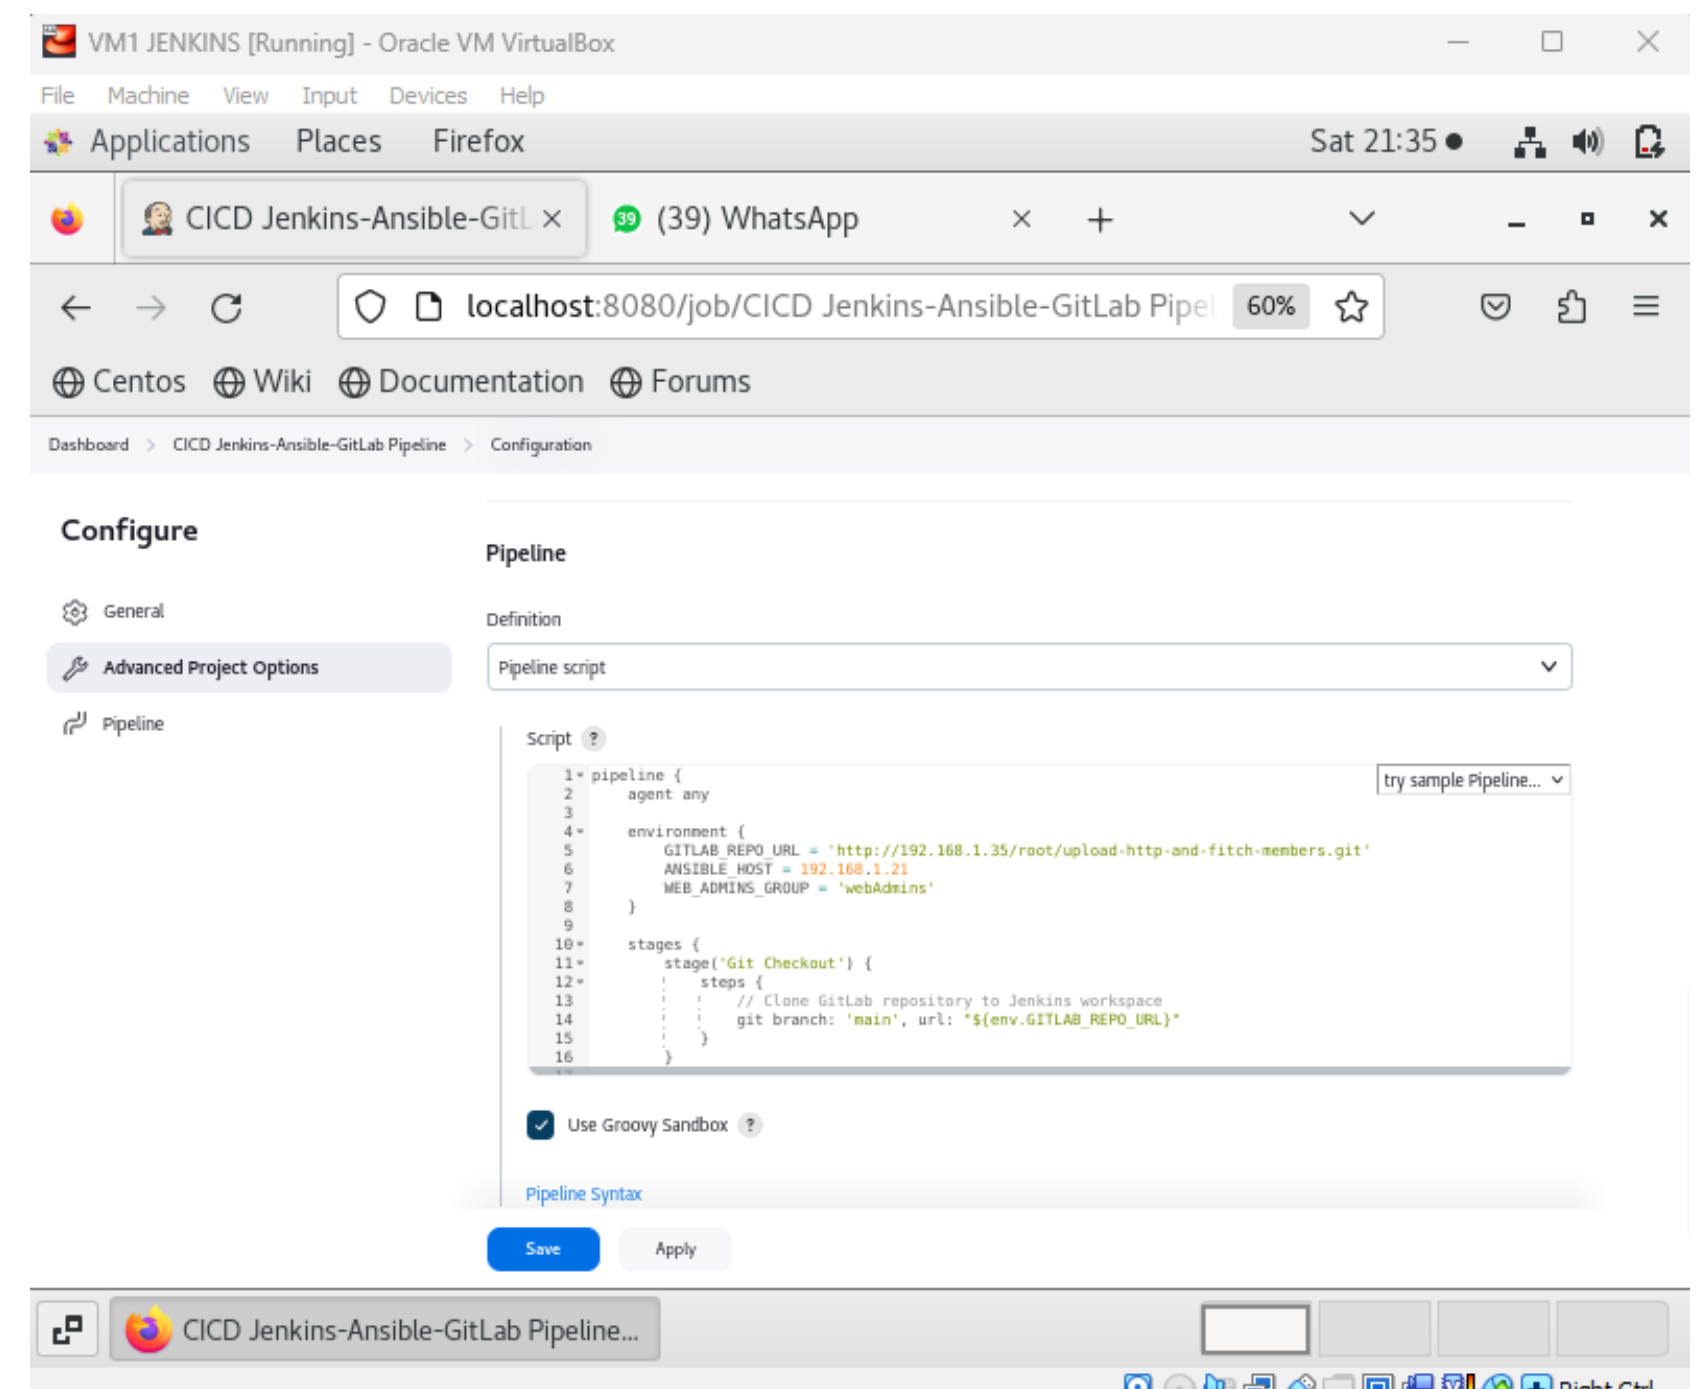 VM1 JENKINS [Running] - Oracle VM VirtualBox
File Machine View Input Devices Help
Applications Places Firefox Sat 21:35
CICD Jenkins-Ansible-GitL 39 (39) WhatsApp
localhost:8080/job/CICD Jenkins-Ansible-GitLab Pipel 60%
Centos Wiki Documentation Forums
Dashboard > CICD Jenkins-Ansible-GitLab Pipeline > Configuration
Configure
General
Advanced Project Options
Pipeline
Pipeline
Definition
Pipeline script
Script ?
try sample Pipeline...
1 pipeline {
2 agent any
3
4 environment {
5 GITLAB_REPO_URL = 'http://192.168.1.35/root/upload-http-and-fitch-members.git'
6 ANSIBLE_HOST = 192.168.1.21
7 WEB_ADMINS_GROUP = 'webAdmins'
8 }
9
10 stages {
11 stage('Git Checkout') {
12 steps {
13 // Clone GitLab repository to Jenkins workspace
14 git branch: 'main', url: "${env.GITLAB_REPO_URL}"
15 }
16 }
Use Groovy Sandbox ?
Pipeline Syntax
Save Apply
CICD Jenkins-Ansible-GitLab Pipeline...
Right Ctrl